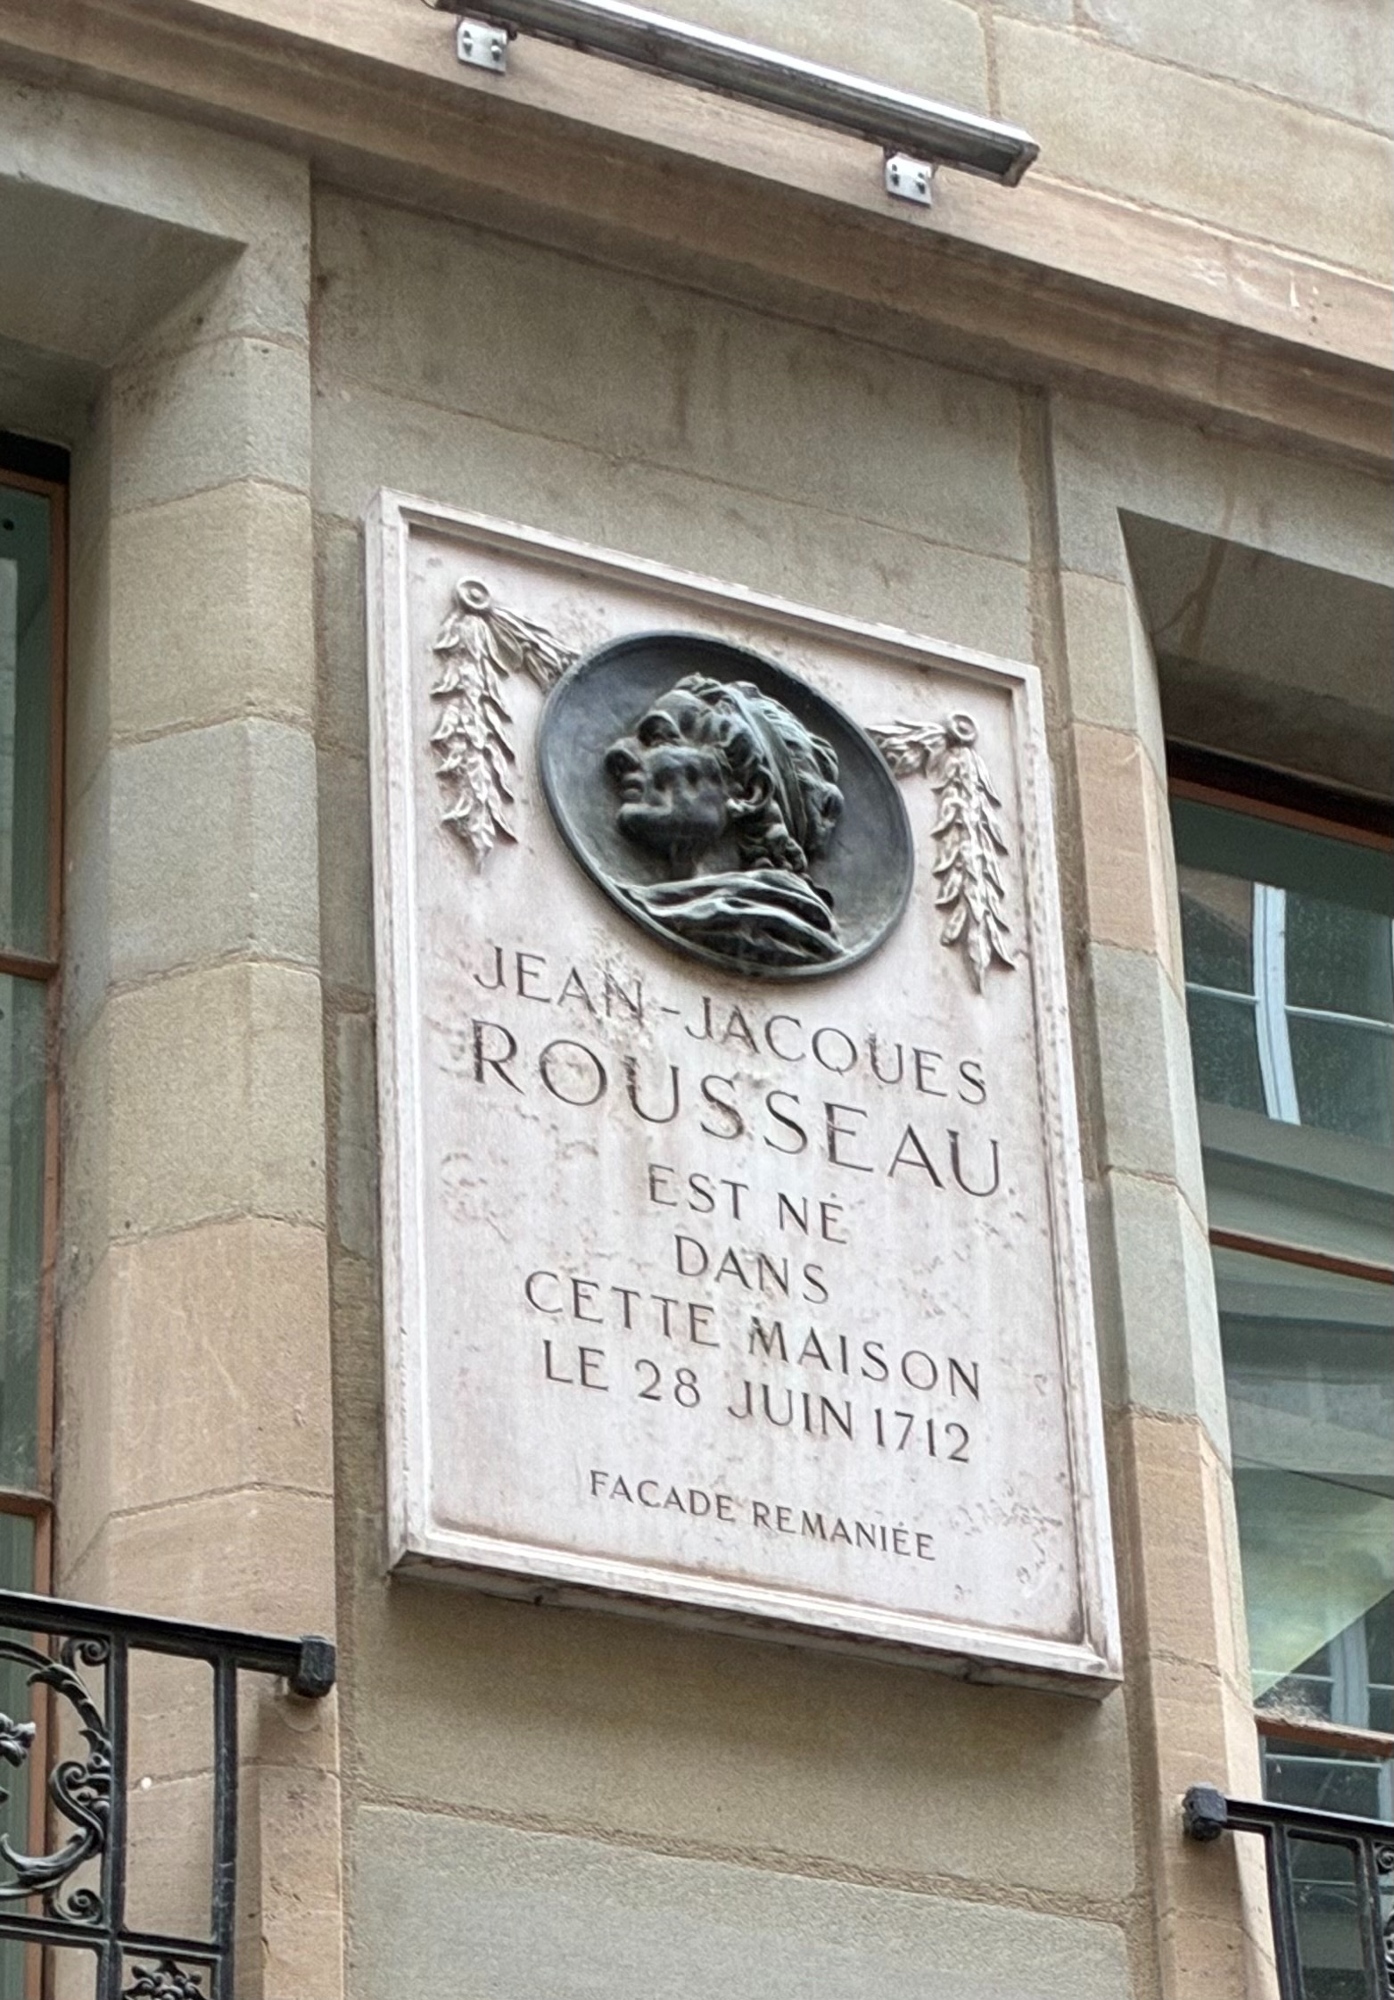 JEAN-JACQUES
ROUSSEAU
EST NÉ
DANS
CETTE MAISON
LE 28 JUIN 1712
FACADE REMANIÉE